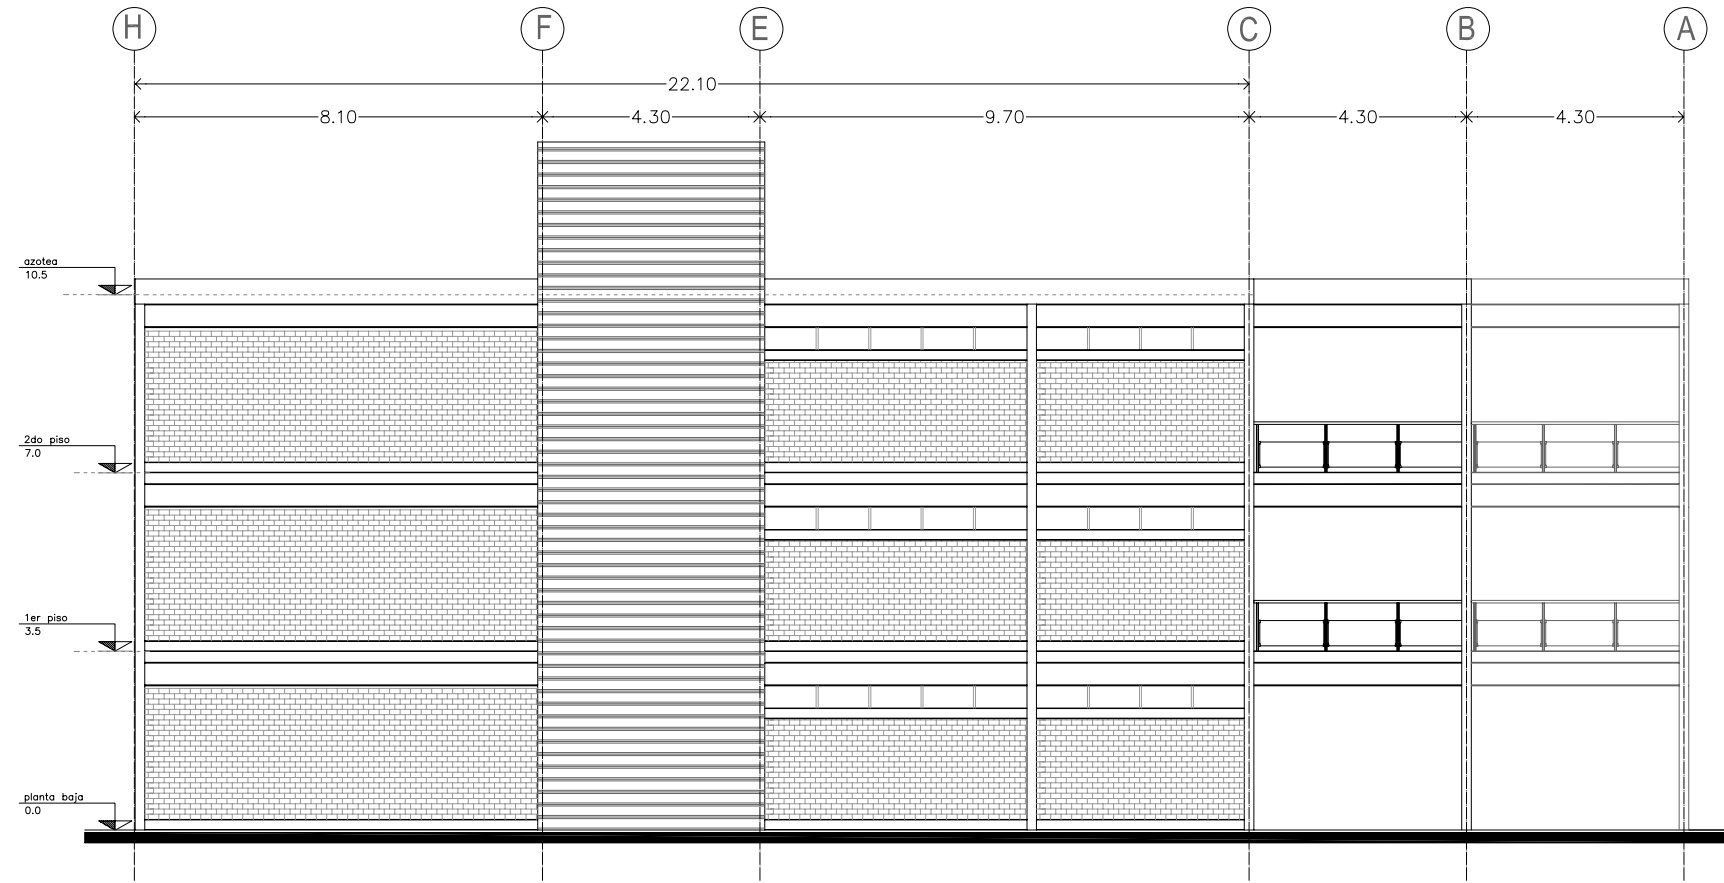 H F E C B A
22.10
8.10 4.30 9.70 4.30 4.30
azotea
10.5
2do piso
7.0
1er piso
3.5
planta baja
0.0